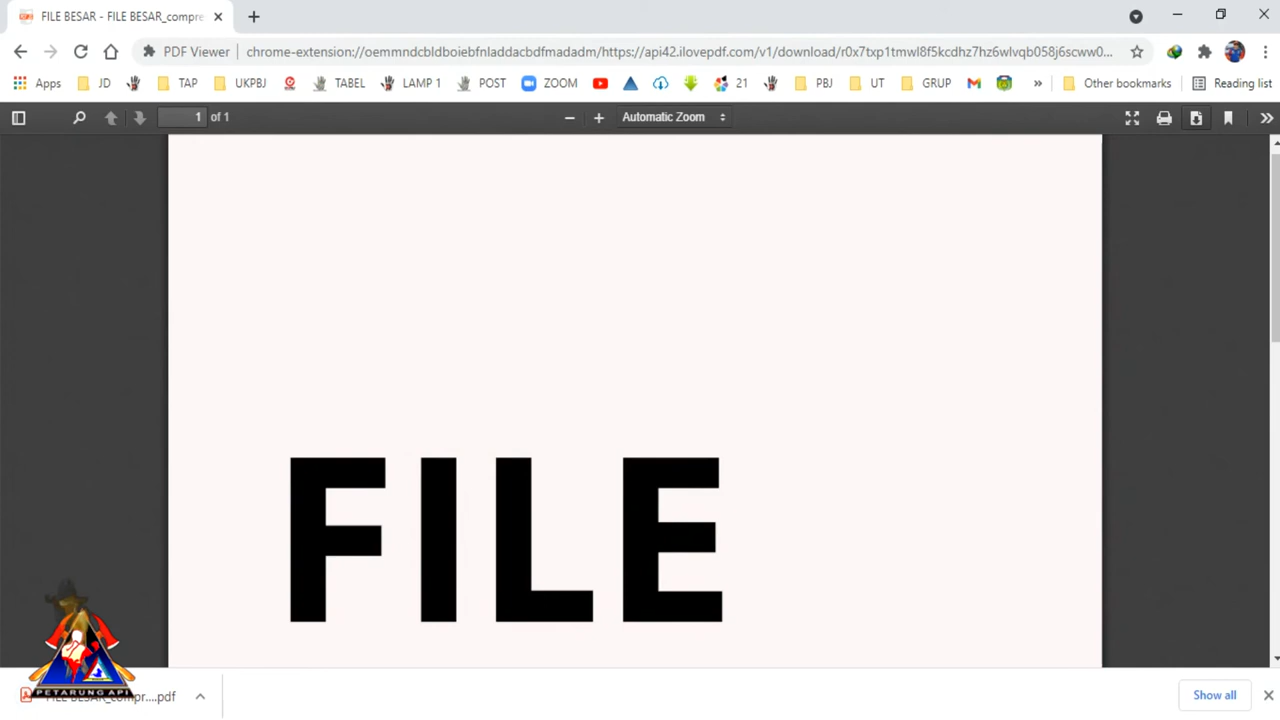 FILE BESAR - FILE BESAR_compre
PDF Viewer
chrome-extension://oemmndcbldboiebfnladdacbdfmadadm/https://api42.ilovepdf.com/v1/download/r0x7txp1tmwl8f5kcdhz7hz6wlvqb058j6scww0...
Apps JD TAP UKPBJ TABEL LAMP 1 POST ZOOM 21 PBJ UT GRUP » Other bookmarks Reading list
1 of 1 Automatic Zoom
FILE
PETARUNG API
FILE BESAR_compr....pdf
Show all